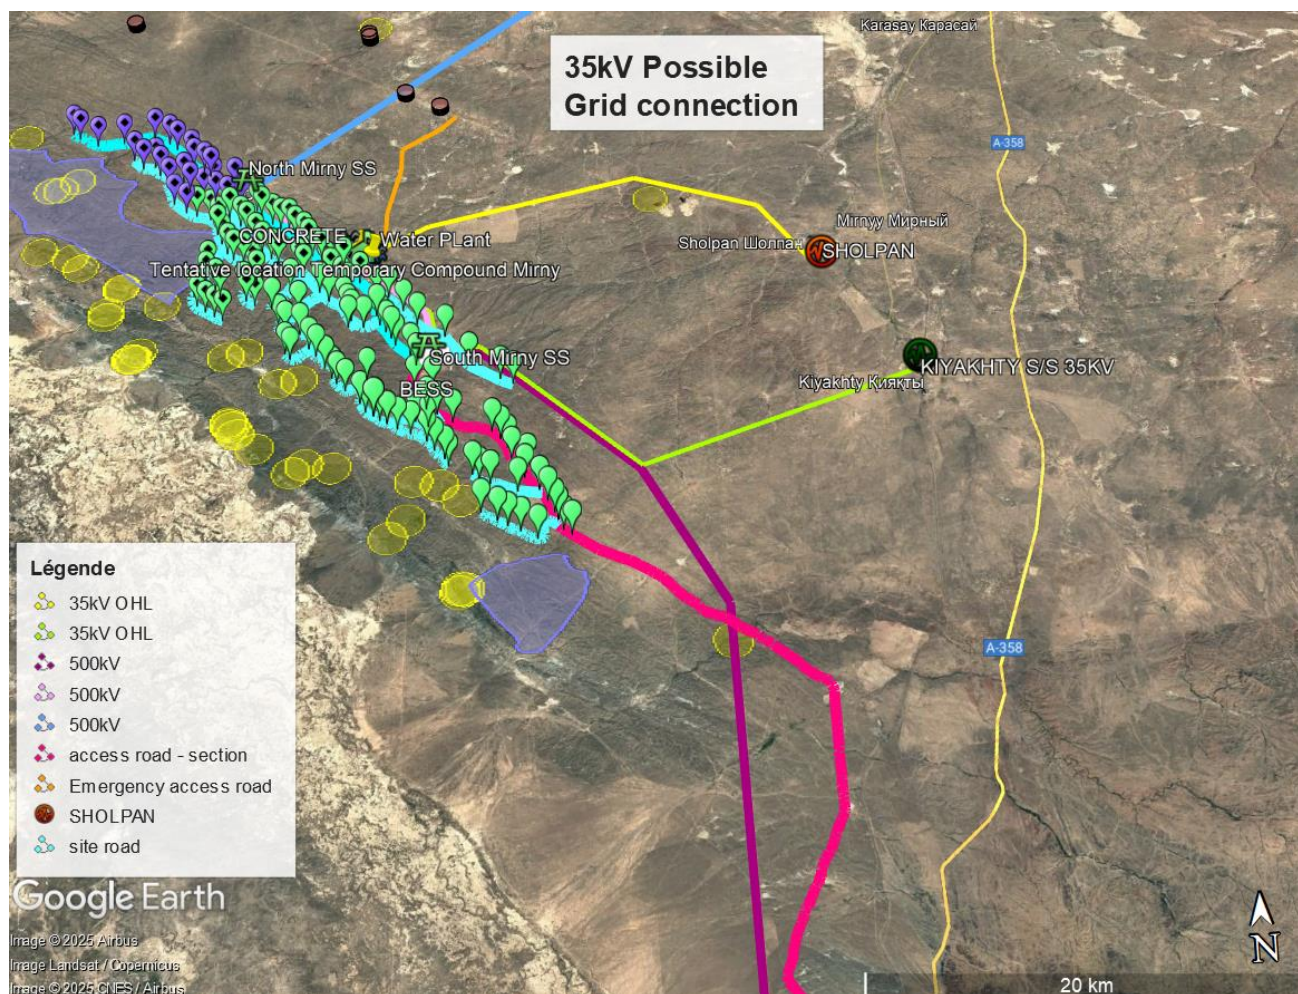 Karasay Карасай
35kV Possible
Grid connection
A-358
North Mirny SS
Mirnyy Мирный
CONCRETE
Water Plant
Sholpan Шолпан
SHOLPAN
Tentative location Temporary Compound Mirny
South Mirny SS
KIYAKHTY S/S 35KV
Kiyakhty Қияқты
BESS
Légende
35kV OHL
35kV OHL
500kV
500kV
500kV
access road - section
Emergency access road
SHOLPAN
site road
A-358
Google Earth
Image © 2025 Airbus
Image Landsat / Copernicus
Image © 2025 CNES / Airbus
N
20 km